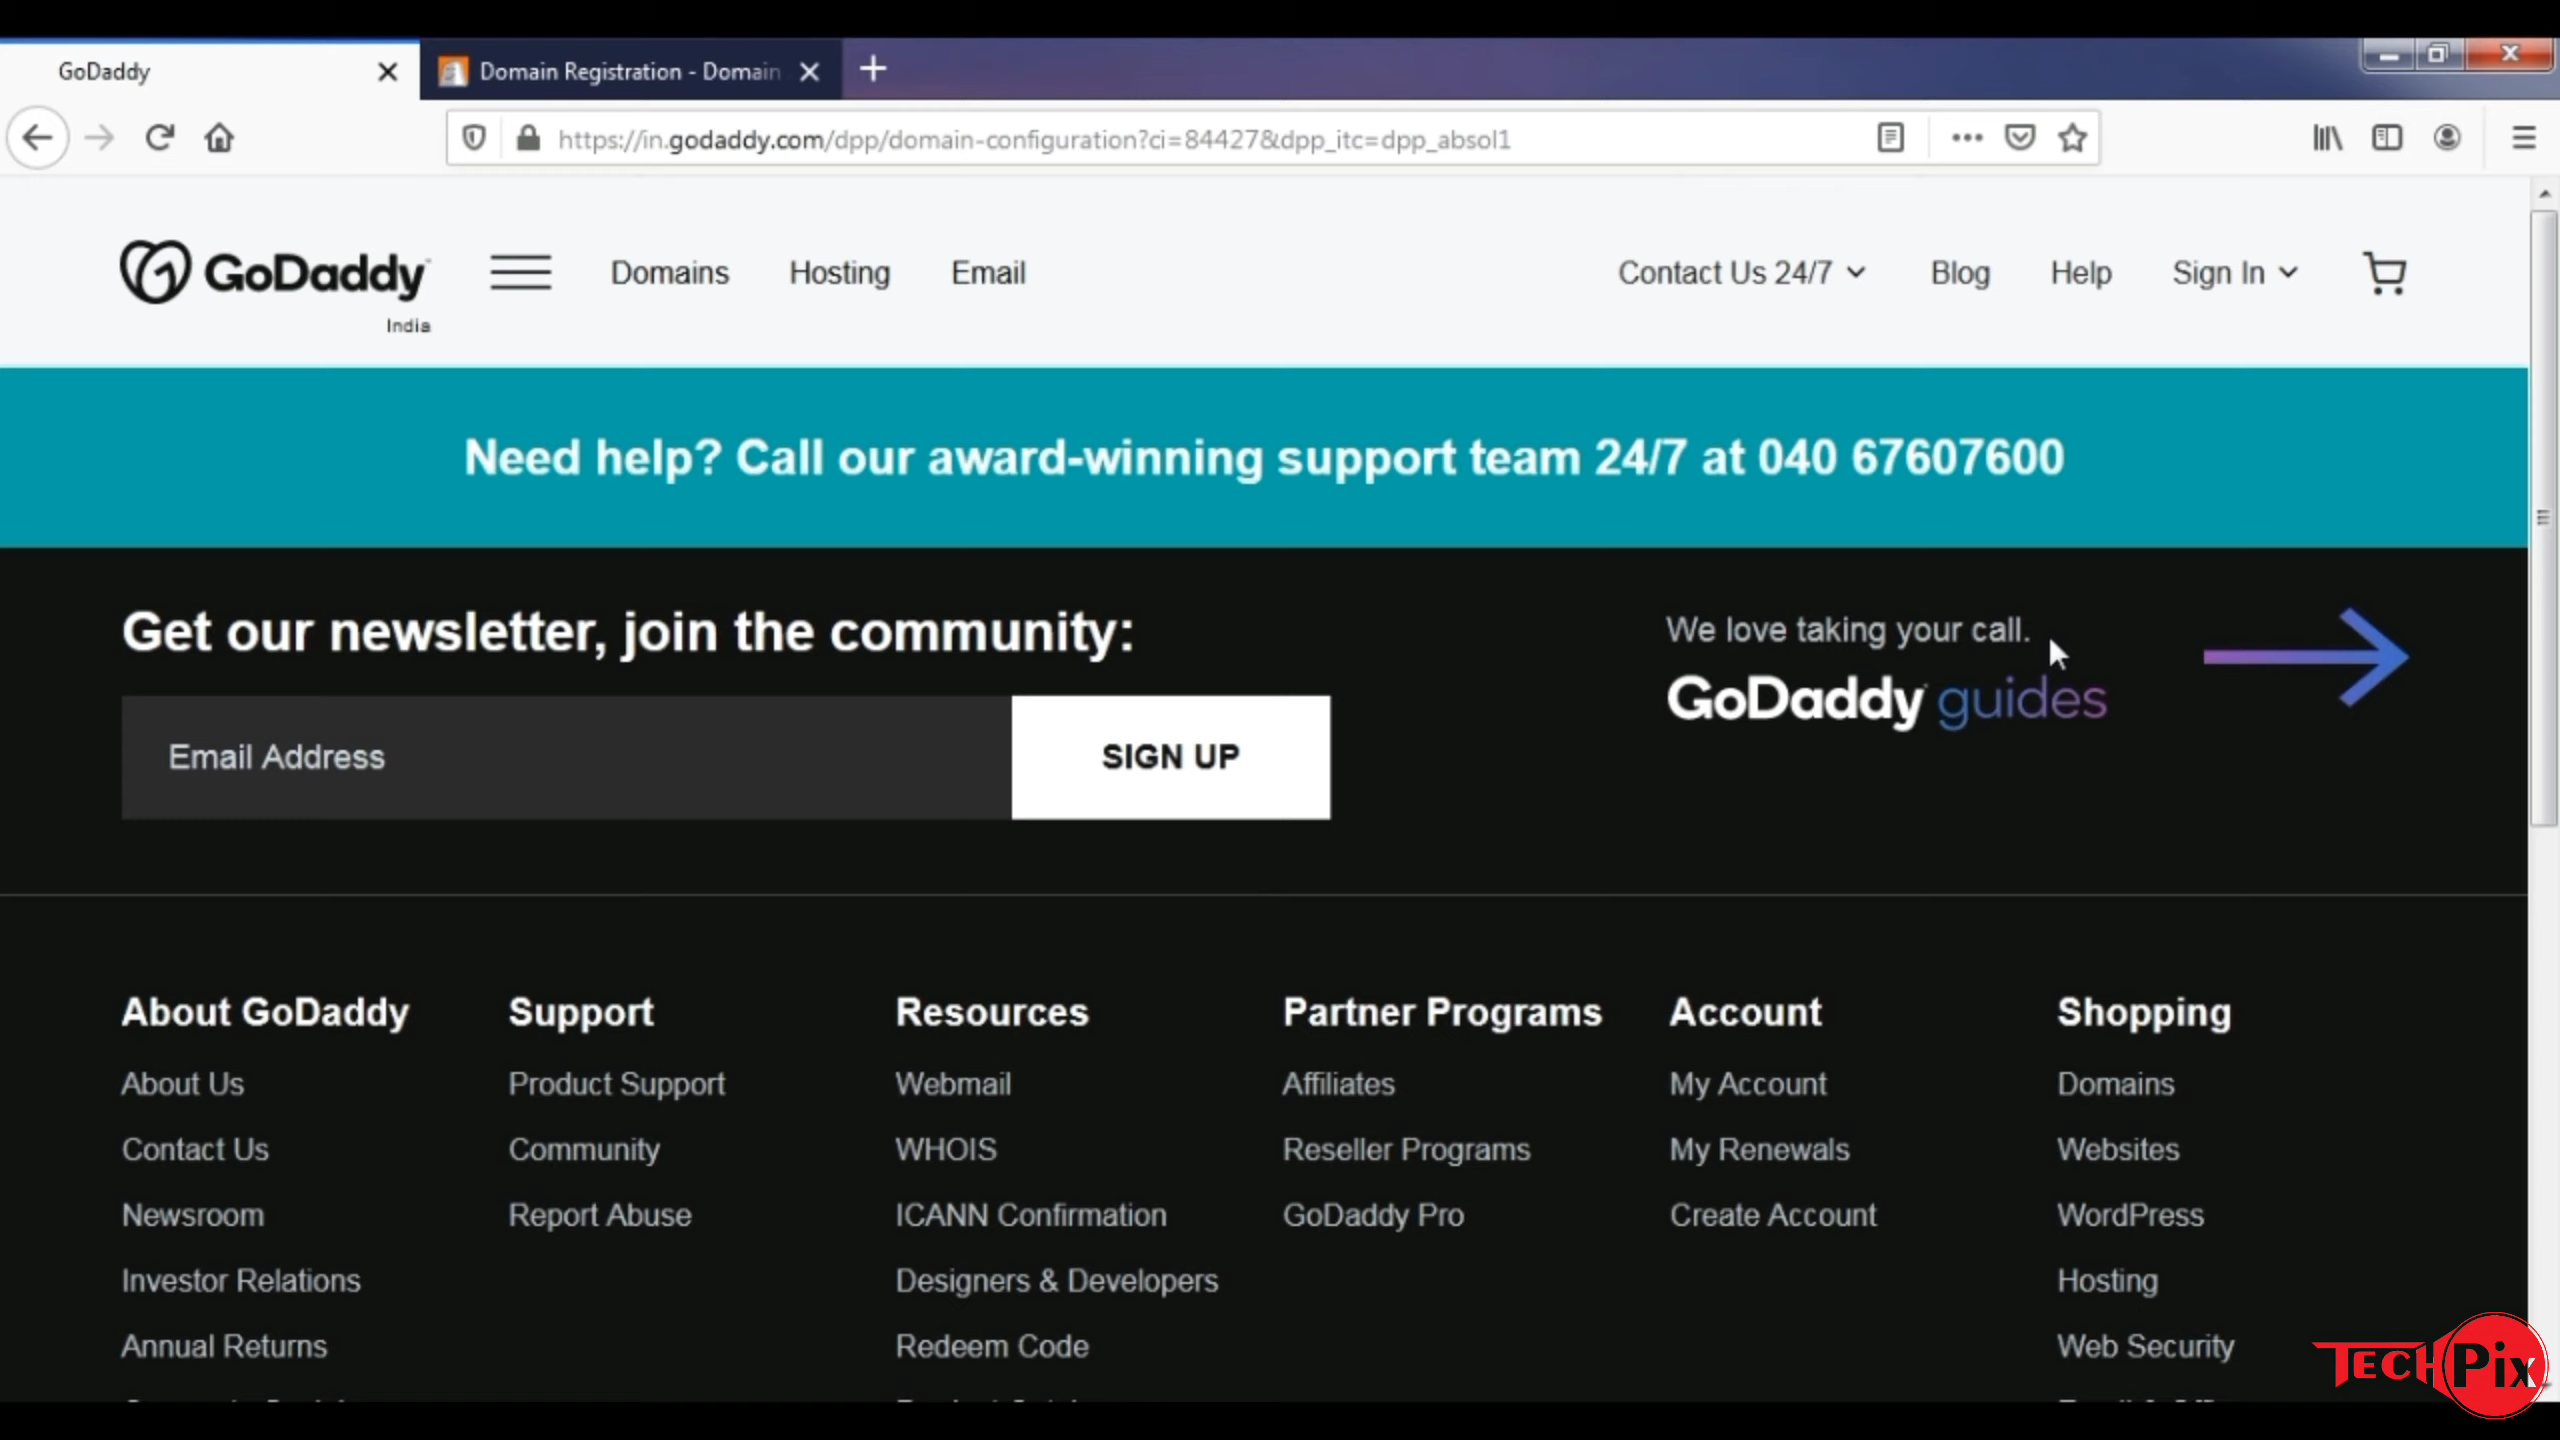 GoDaddy
Domain Registration - Domain
https://in.godaddy.com/dpp/domain-configuration?ci=84427&dpp_itc=dpp_absol1
GoDaddy
India
Domains
Hosting
Email
Contact Us 24/7
Blog
Help
Sign In
Need help? Call our award-winning support team 24/7 at 040 67607600
Get our newsletter, join the community:
Email Address
SIGN UP
We love taking your call.
GoDaddy guides
About GoDaddy
About Us
Contact Us
Newsroom
Investor Relations
Annual Returns
Support
Product Support
Community
Report Abuse
Resources
Webmail
WHOIS
ICANN Confirmation
Designers & Developers
Redeem Code
Partner Programs
Affiliates
Reseller Programs
GoDaddy Pro
Account
My Account
My Renewals
Create Account
Shopping
Domains
Websites
WordPress
Hosting
Web Security
TECH Pix